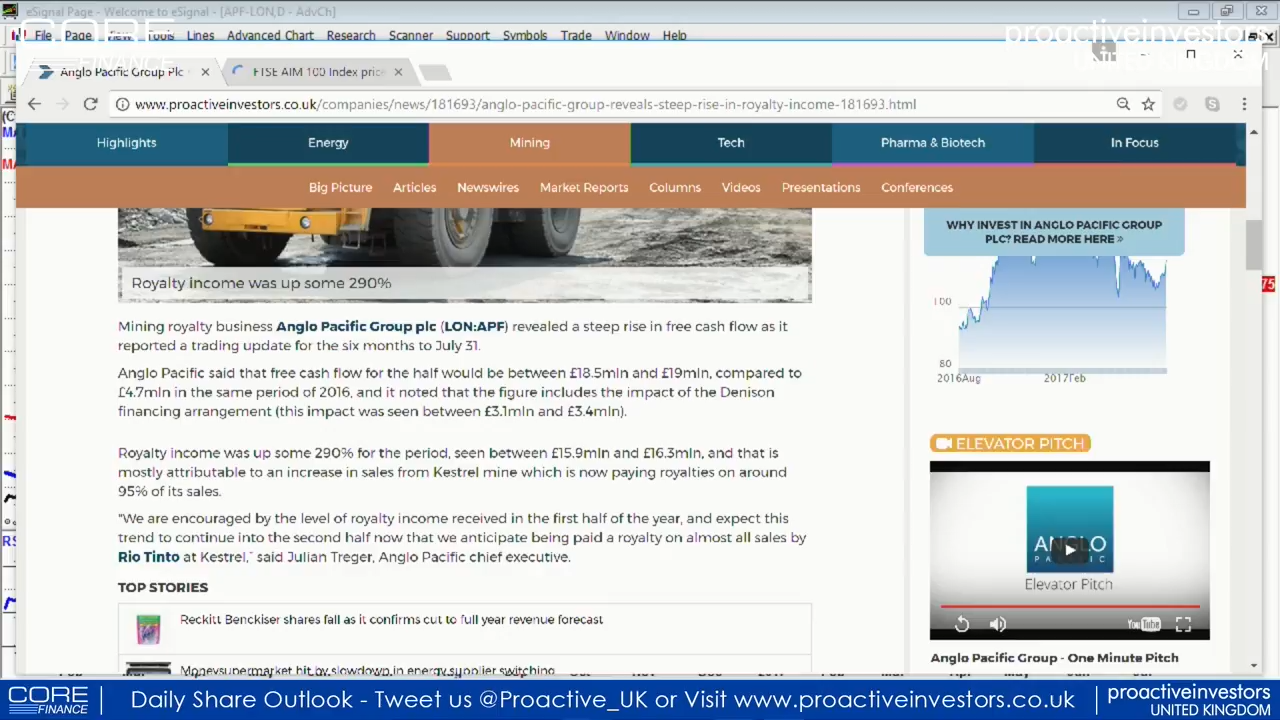 eSignal Page - Welcome to eSignal - [APF-LON,D - AdvCh]
CORE
FINANCE
proactiveinvestors
UNITED KINGDOM
File Page View Tools Lines Advanced Chart Research Scanner Support Symbols Trade Window Help
Anglo Pacific Group Plc
FTSE AIM 100 Index price
www.proactiveinvestors.co.uk/companies/news/181693/anglo-pacific-group-reveals-steep-rise-in-royalty-income-181693.html
Highlights Energy Mining Tech Pharma & Biotech In Focus
Big Picture Articles Newswires Market Reports Columns Videos Presentations Conferences
Royalty income was up some 290%
Mining royalty business Anglo Pacific Group plc (LON:APF) revealed a steep rise in free cash flow as it
reported a trading update for the six months to July 31.
Anglo Pacific said that free cash flow for the half would be between £18.5mln and £19mln, compared to
£4.7mln in the same period of 2016, and it noted that the figure includes the impact of the Denison
financing arrangement (this impact was seen between £3.1mln and £3.4mln).
Royalty income was up some 290% for the period, seen between £15.9mln and £16.3mln, and that is
mostly attributable to an increase in sales from Kestrel mine which is now paying royalties on around
95% of its sales.
"We are encouraged by the level of royalty income received in the first half of the year, and expect this
trend to continue into the second half now that we anticipate being paid a royalty on almost all sales by
Rio Tinto at Kestrel," said Julian Treger, Anglo Pacific chief executive.
TOP STORIES
Reckitt Benckiser shares fall as it confirms cut to full year revenue forecast
Moneysupermarket hit by slowdown in energy supplier switching
WHY INVEST IN ANGLO PACIFIC GROUP
PLC? READ MORE HERE »
100
80
2016Aug 2017Feb
ELEVATOR PITCH
ANGLO
PACIFIC
Elevator Pitch
YouTube
Anglo Pacific Group - One Minute Pitch
75
CORE
FINANCE
Daily Share Outlook - Tweet us @Proactive_UK or Visit www.proactiveinvestors.co.uk
proactiveinvestors
UNITED KINGDOM